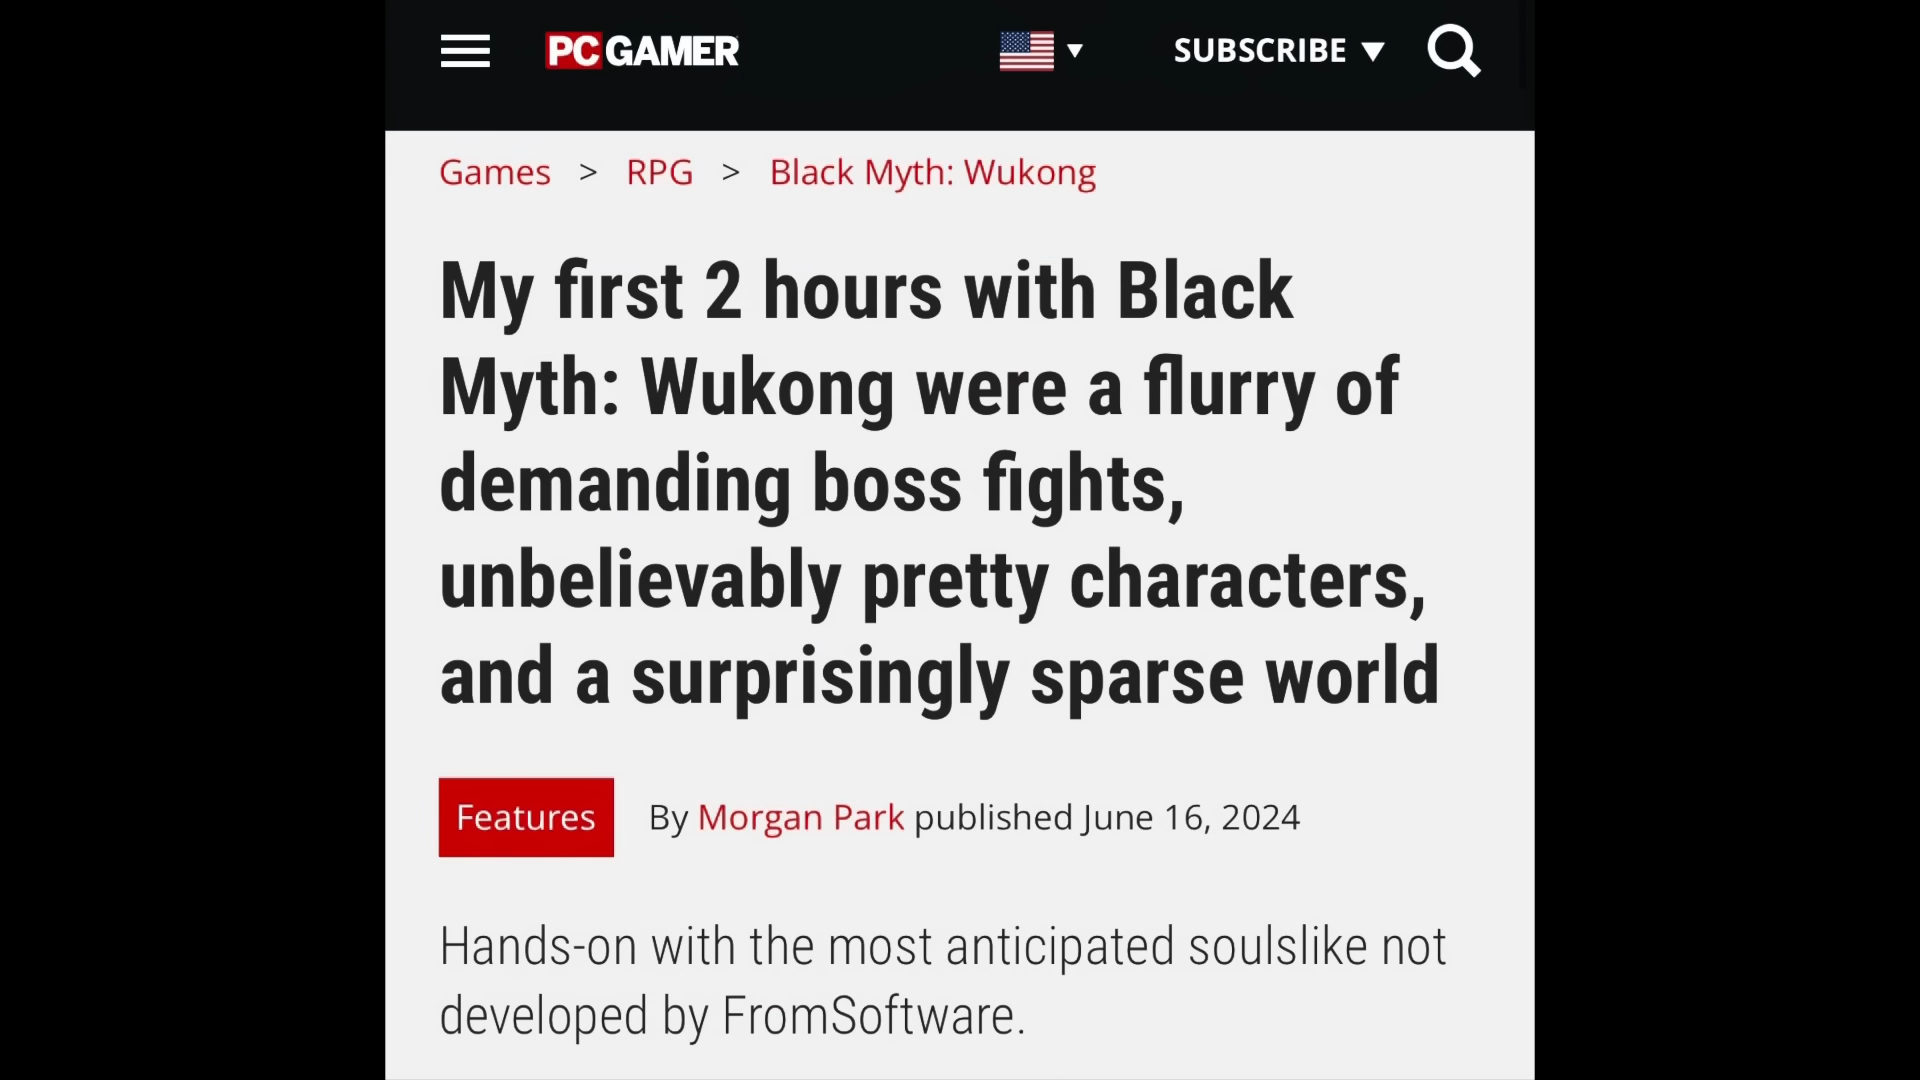 PC GAMER
SUBSCRIBE
Games > RPG > Black Myth: Wukong
My first 2 hours with Black
Myth: Wukong were a flurry of
demanding boss fights,
unbelievably pretty characters,
and a surprisingly sparse world
Features
By Morgan Park published June 16, 2024
Hands-on with the most anticipated soulslike not
developed by FromSoftware.